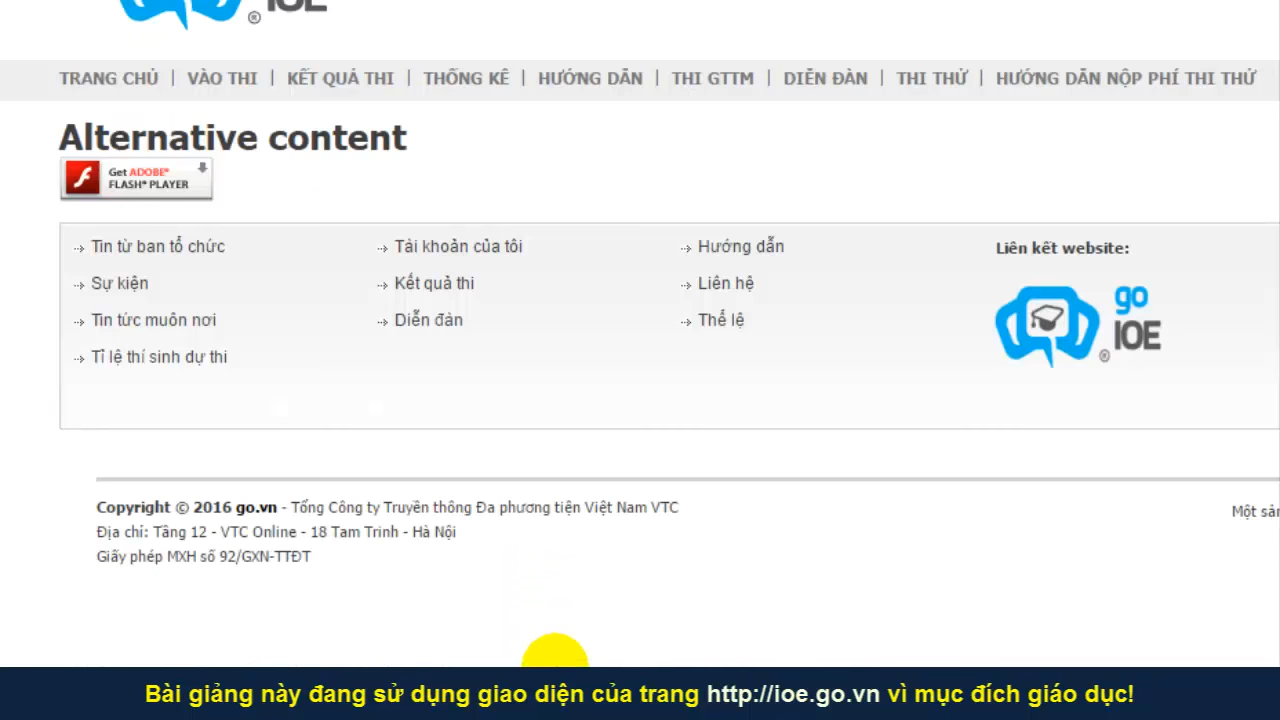 ® IOE
TRANG CHỦ | VÀO THI | KẾT QUẢ THI | THỐNG KÊ | HƯỚNG DẪN | THI GTTM | DIỄN ĐÀN | THI THỬ | HƯỚNG DẪN NỘP PHÍ THI THỬ
Alternative content
Get ADOBE®
FLASH® PLAYER
Tin từ ban tổ chức
Sự kiện
Tin tức muôn nơi
Tỉ lệ thí sinh dự thi
Tài khoản của tôi
Kết quả thi
Diễn đàn
Hướng dẫn
Liên hệ
Thể lệ
Liên kết website:
go
® IOE
Copyright © 2016 go.vn - Tổng Công ty Truyền thông Đa phương tiện Việt Nam VTC
Địa chỉ: Tầng 12 - VTC Online - 18 Tam Trinh - Hà Nội
Giấy phép MXH số 92/GXN-TTĐT
Một sản
Bài giảng này đang sử dụng giao diện của trang http://ioe.go.vn vì mục đích giáo dục!